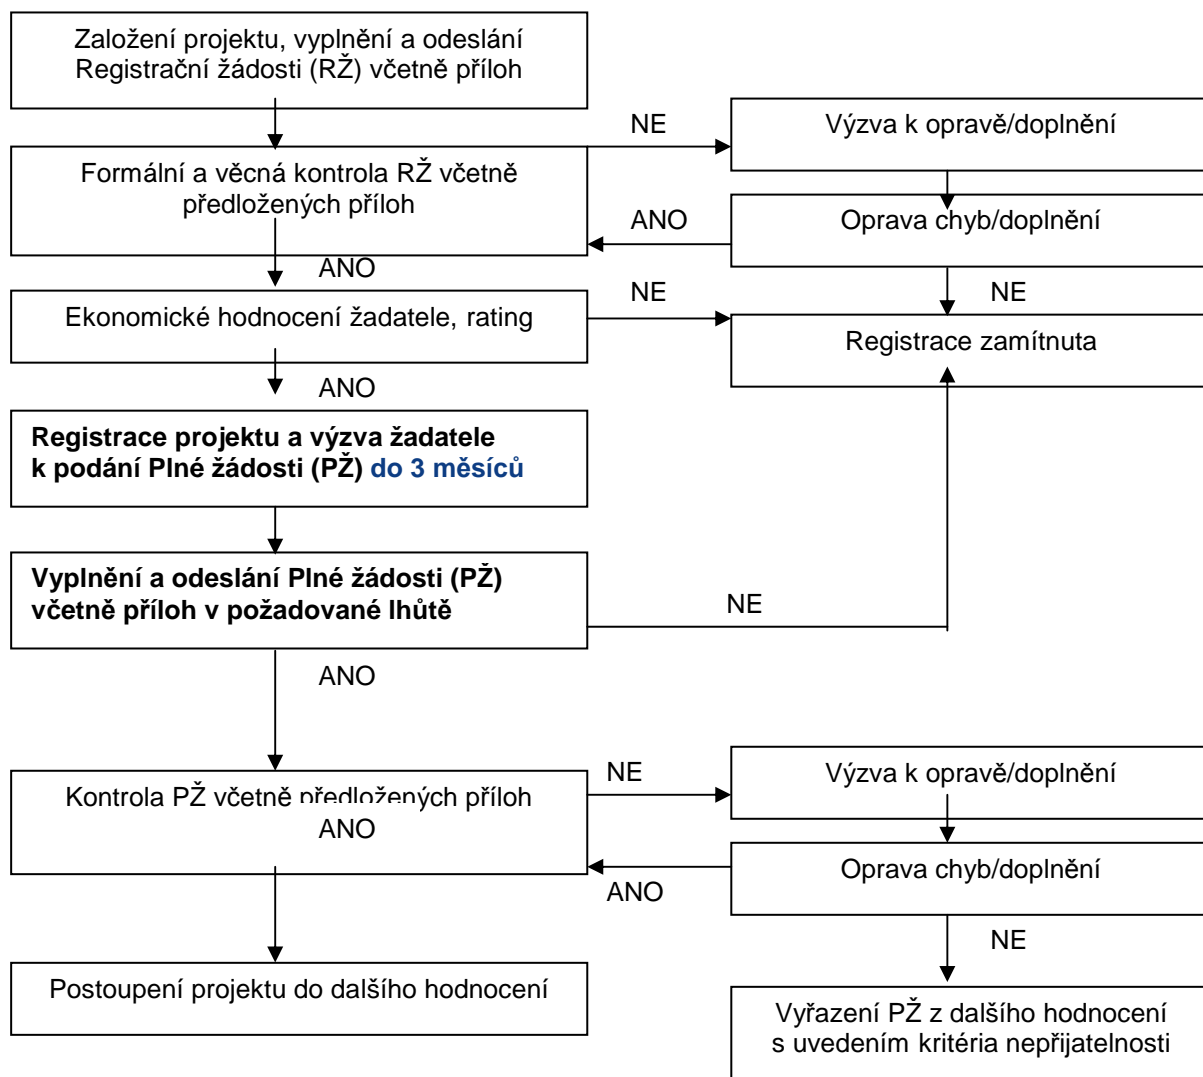 Založení projektu, vyplnění a odeslání
Registrační žádosti (RŽ) včetně příloh
NE
Výzva k opravě/doplnění
Formální a věcná kontrola RŽ včetně
předložených příloh
ANO
Oprava chyb/doplnění
ANO
NE
NE
Ekonomické hodnocení žadatele, rating
Registrace zamítnuta
ANO
Registrace projektu a výzva žadatele
k podání Plné žádosti (PŽ) do 3 měsíců
Vyplnění a odeslání Plné žádosti (PŽ)
včetně příloh v požadované lhůtě
NE
ANO
NE
Výzva k opravě/doplnění
Kontrola PŽ včetně předložených příloh
ANO
Oprava chyb/doplnění
ANO
NE
Postoupení projektu do dalšího hodnocení
Vyřazení PŽ z dalšího hodnocení
s uvedením kritéria nepřijatelnosti